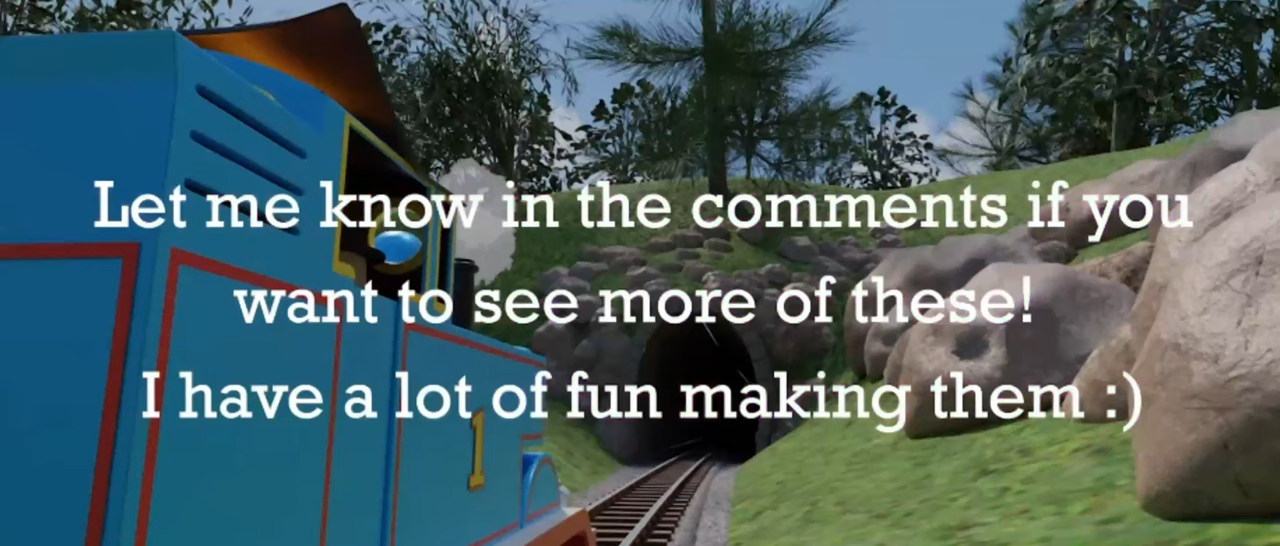 Let me know in the comments if you
want to see more of these!
I have a lot of fun making them :)
1